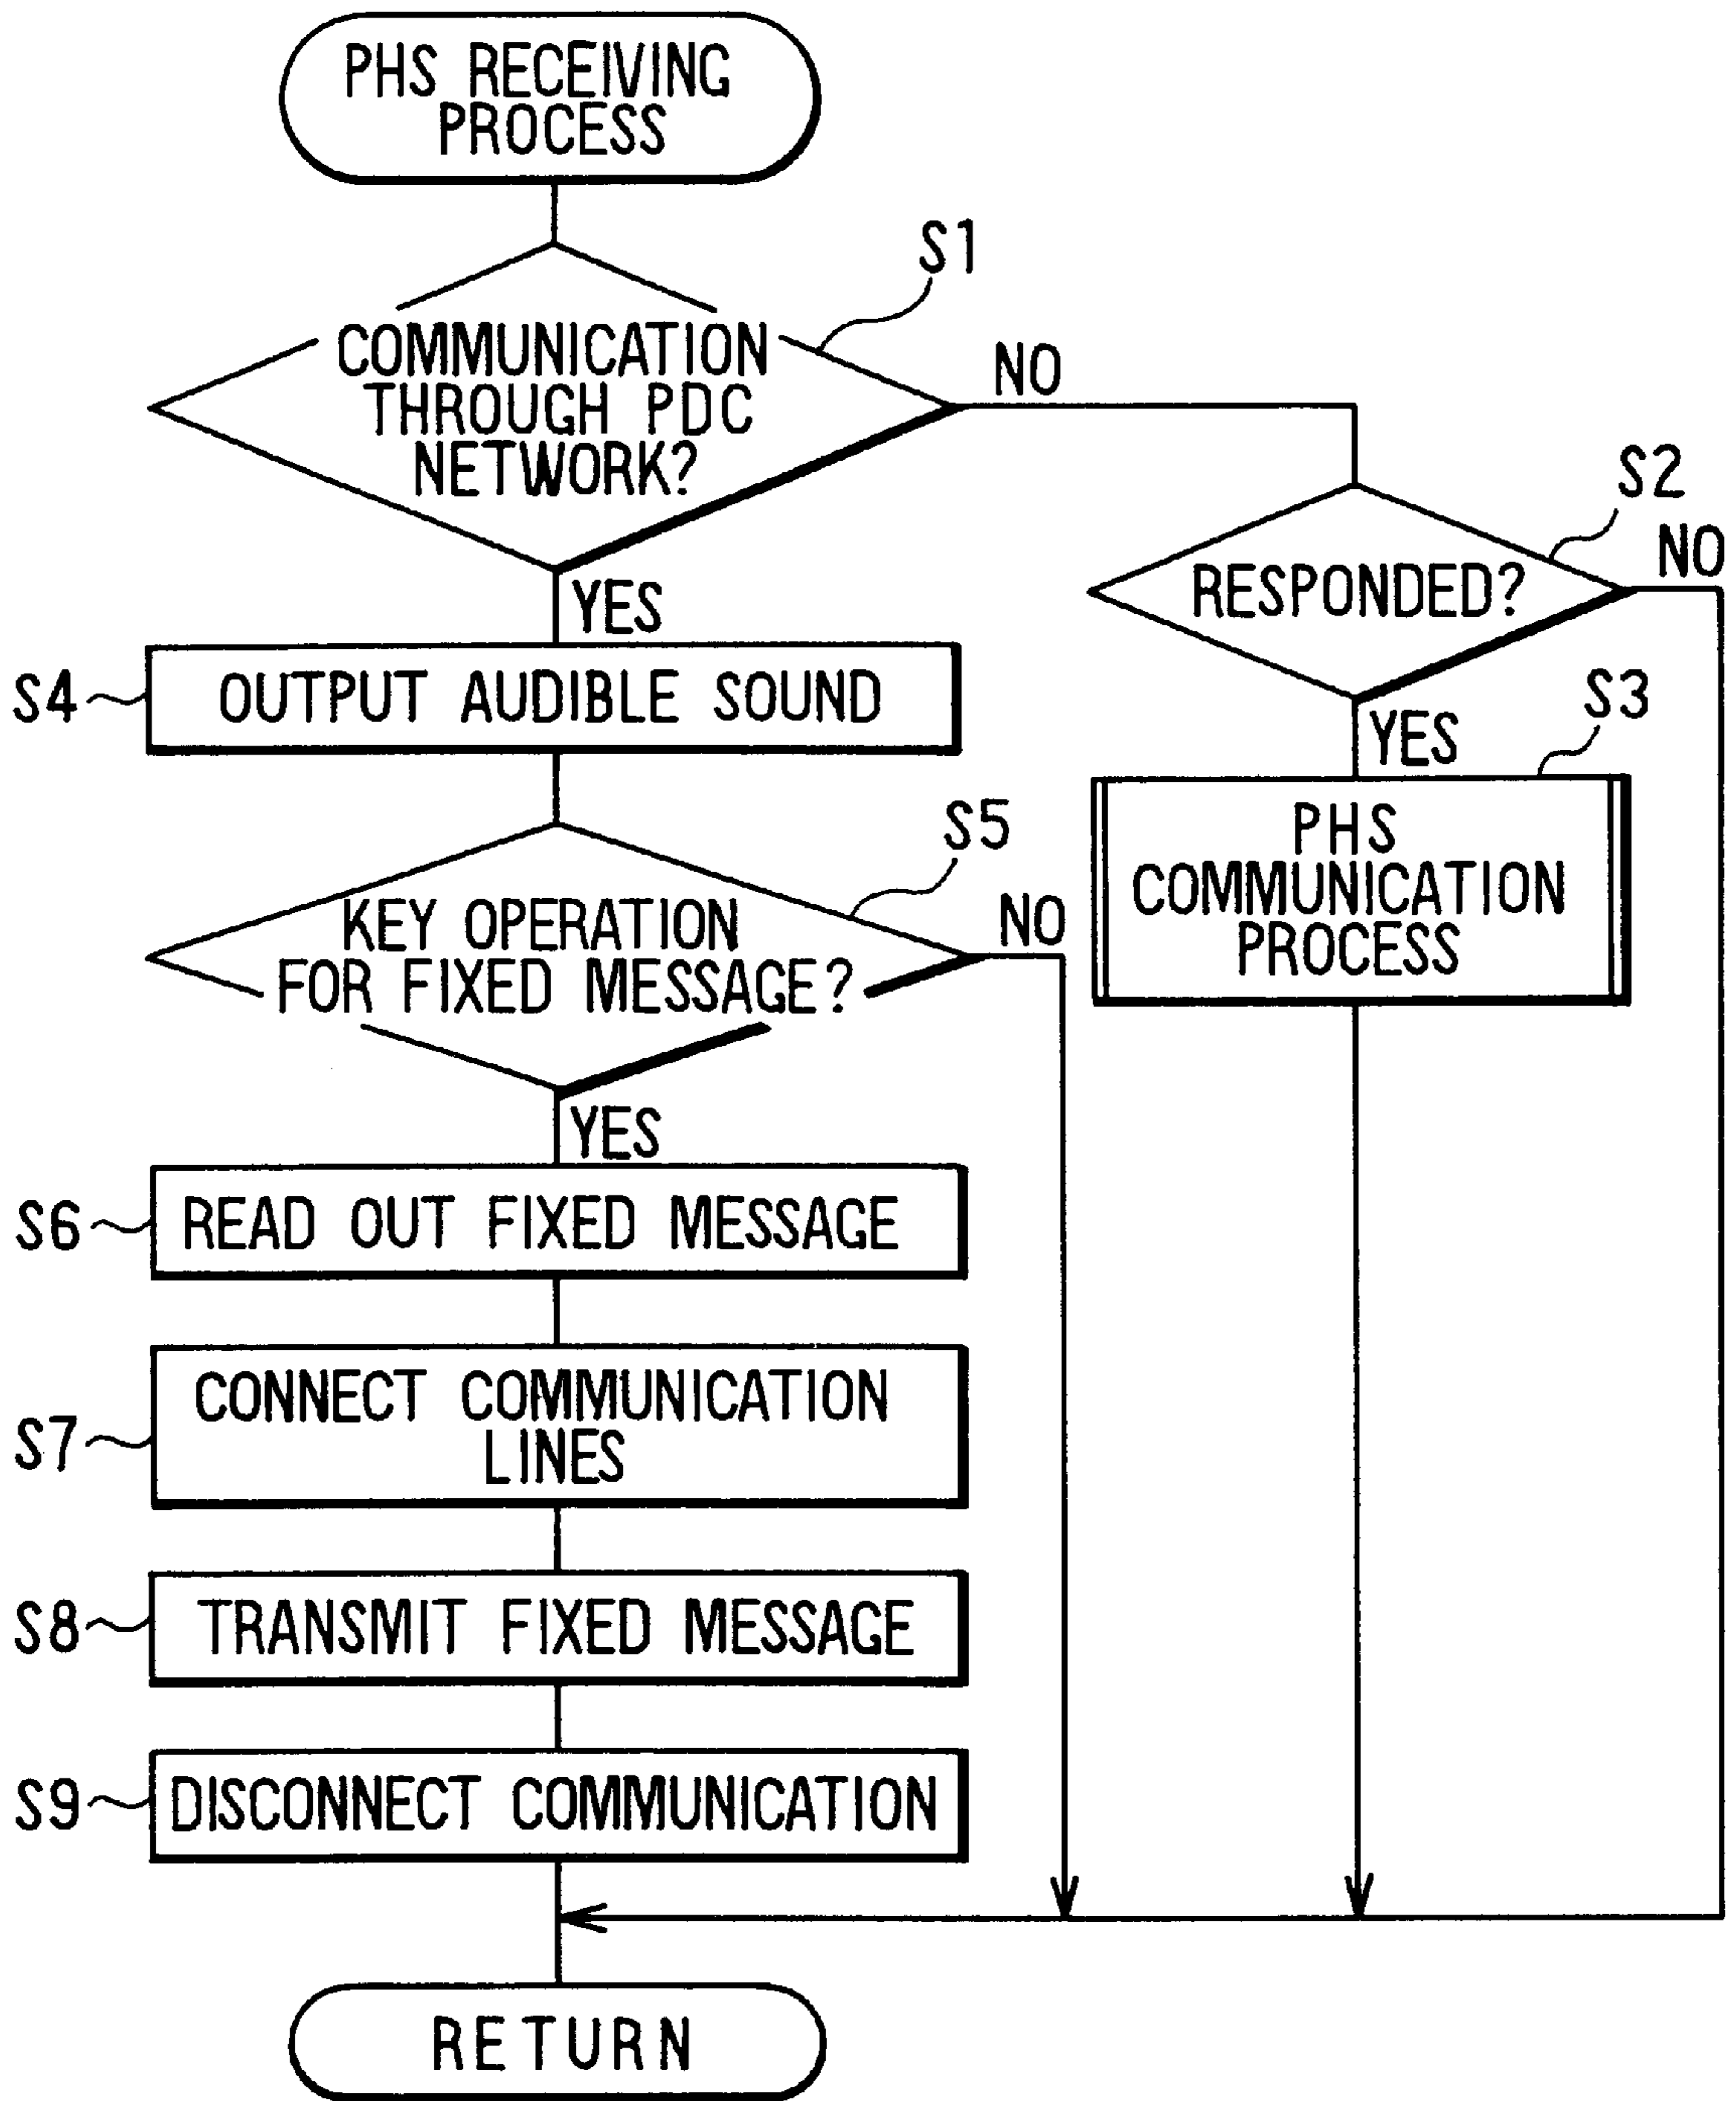 PHS RECEIVING
PROCESS
S1
COMMUNICATION
THROUGH PDC
NETWORK?
NO
YES
S2
RESPONDED?
NO
YES
S3
PHS
COMMUNICATION
PROCESS
S4
OUTPUT AUDIBLE SOUND
S5
KEY OPERATION
FOR FIXED MESSAGE?
NO
YES
S6
READ OUT FIXED MESSAGE
S7
CONNECT COMMUNICATION
LINES
S8
TRANSMIT FIXED MESSAGE
S9
DISCONNECT COMMUNICATION
RETURN